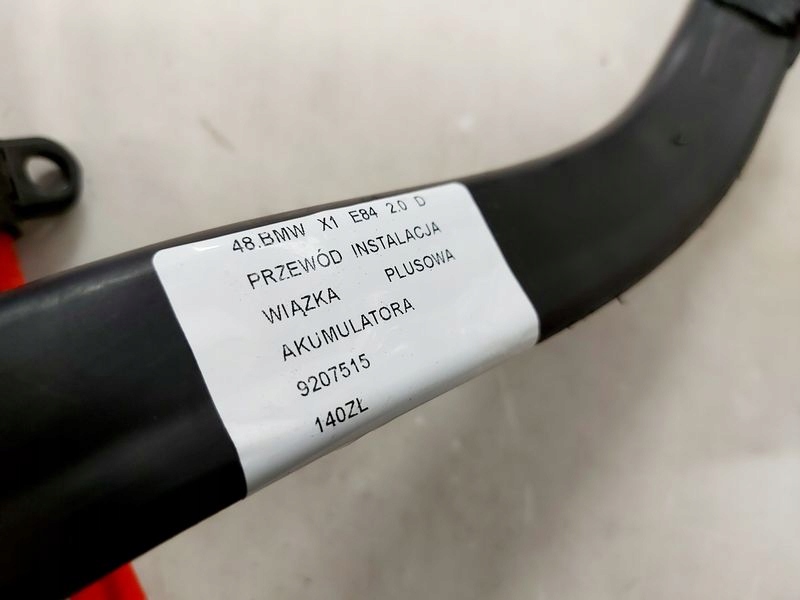 48.BMW X1 E84 2.0 D
PRZEWÓD INSTALACJA
WIĄZKA PLUSOWA
AKUMULATORA
9207515
140ZŁ